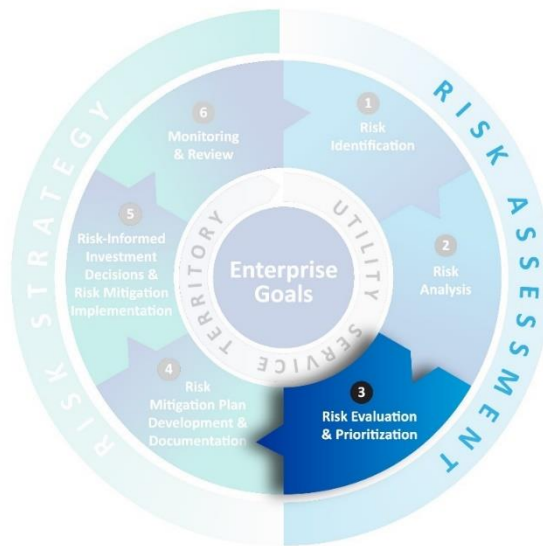 RISK STRATEGY
RISK ASSESSMENT
1
Risk
Identification
2
Risk
Analysis
3
Risk Evaluation
& Prioritization
4
Risk
Mitigation Plan
Development &
Documentation
5
Risk-Informed
Investment
Decisions &
Risk Mitigation
Implementation
6
Monitoring
& Review
UTILITY SERVICE TERRITORY
Enterprise
Goals